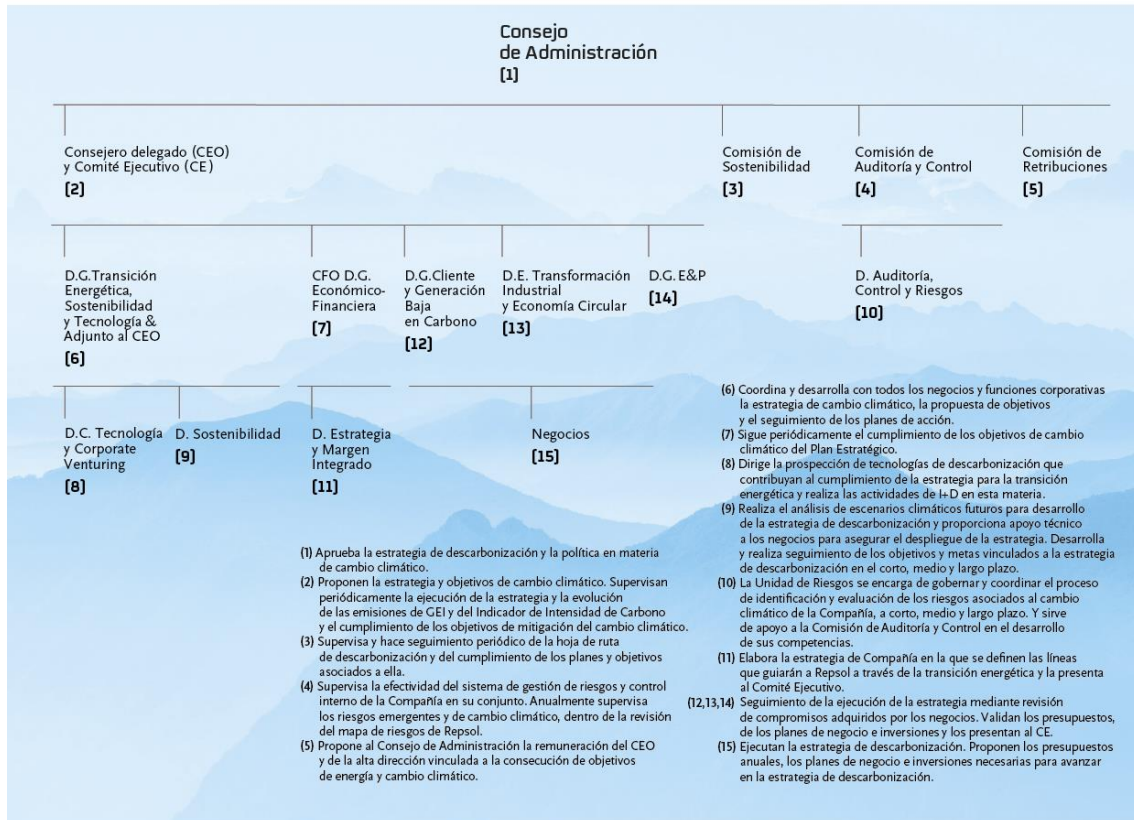 Consejo
de Administración
(1)
Consejero delegado (CEO)
y Comité Ejecutivo (CE)
(2)
Comisión de
Sostenibilidad
(3)
Comisión de
Auditoría y Control
(4)
Comisión de
Retribuciones
(5)
D.G.Transición
Energética,
Sostenibilidad
y Tecnología &
Adjunto al CEO
(6)
CFO D.G.
Económico-
Financiera
(7)
D.G.Cliente
y Generación
Baja
en Carbono
(12)
D.E. Transformación
Industrial
y Economía Circular
(13)
D.G. E&P
(14)
D. Auditoría,
Control y Riesgos
(10)
D.C. Tecnología
y Corporate
Venturing
(8)
D. Sostenibilidad
(9)
D. Estrategia
y Margen
Integrado
(11)
Negocios
(15)
(1) Aprueba la estrategia de descarbonización y la política en materia
de cambio climático.
(2) Proponen la estrategia y objetivos de cambio climático. Supervisan
periódicamente la ejecución de la estrategia y la evolución
de las emisiones de GEI y del Indicador de Intensidad de Carbono
y el cumplimiento de los objetivos de mitigación del cambio climático.
(3) Supervisa y hace seguimiento periódico de la hoja de ruta
de descarbonización y del cumplimiento de los planes y objetivos
asociados a ella.
(4) Supervisa la efectividad del sistema de gestión de riesgos y control
interno de la Compañía en su conjunto. Anualmente supervisa
los riesgos emergentes y de cambio climático, dentro de la revisión
del mapa de riesgos de Repsol.
(5) Propone al Consejo de Administración la remuneración del CEO
y de la alta dirección vinculada a la consecución de objetivos
de energía y cambio climático.
(6) Coordina y desarrolla con todos los negocios y funciones corporativas
la estrategia de cambio climático, la propuesta de objetivos
y el seguimiento de los planes de acción.
(7) Sigue periódicamente el cumplimiento de los objetivos de cambio
climático del Plan Estratégico.
(8) Dirige la prospección de tecnologías de descarbonización que
contribuyan al cumplimiento de la estrategia para la transición
energética y realiza las actividades de I+D en esta materia.
(9) Realiza el análisis de escenarios climáticos futuros para desarrollo
de la estrategia de descarbonización y proporciona apoyo técnico
a los negocios para asegurar el despliegue de la estrategia. Desarrolla
y realiza seguimiento de los objetivos y metas vinculados a la estrategia
de descarbonización en el corto, medio y largo plazo.
(10) La Unidad de Riesgos se encarga de gobernar y coordinar el proceso
de identificación y evaluación de los riesgos asociados al cambio
climático de la Compañía, a corto, medio y largo plazo. Y sirve
de apoyo a la Comisión de Auditoría y Control en el desarrollo
de sus competencias.
(11) Elabora la estrategia de Compañía en la que se definen las líneas
que guiarán a Repsol a través de la transición energética y la presenta
al Comité Ejecutivo.
(12,13,14) Seguimiento de la ejecución de la estrategia mediante revisión
de compromisos adquiridos por los negocios. Validan los presupuestos,
de los planes de negocio e inversiones y los presentan al CE.
(15) Ejecutan la estrategia de descarbonización. Proponen los presupuestos
anuales, los planes de negocio e inversiones necesarias para avanzar
en la estrategia de descarbonización.